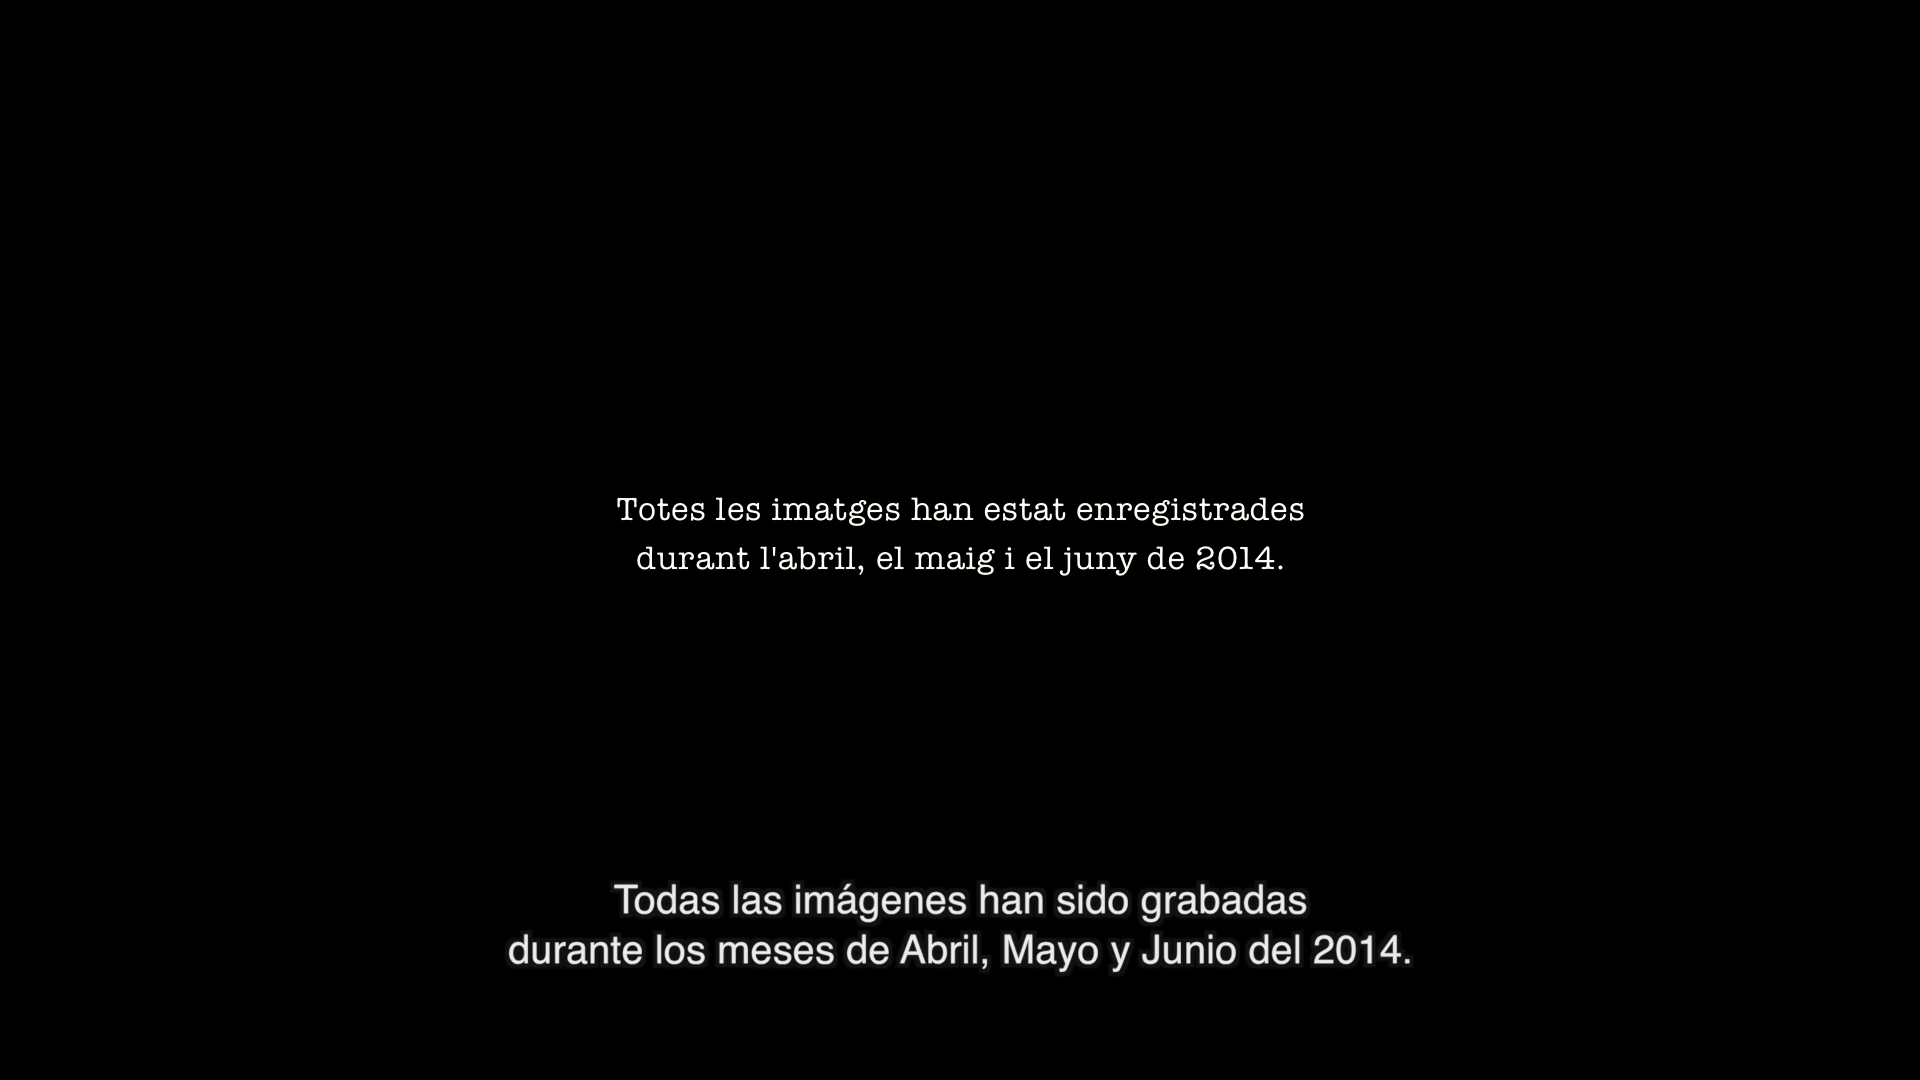 Totes les imatges han estat enregistrades
durant l'abril, el maig i el juny de 2014.
Todas las imágenes han sido grabadas
durante los meses de Abril, Mayo y Junio del 2014.